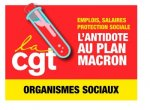 EMPLOIS, SALAIRES
PROTECTION SOCIALE
L'ANTIDOTE
AU PLAN
MACRON
la
cgt
ORGANISMES SOCIAUX